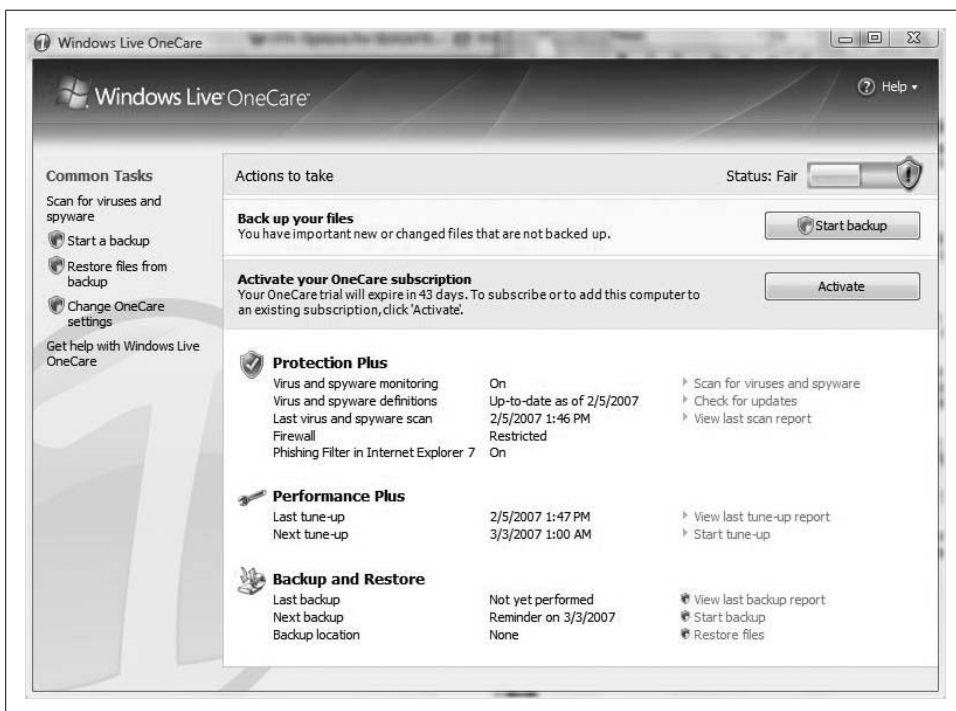 Windows Live OneCare
Windows Live OneCare
Help
Common Tasks
Scan for viruses and
spyware
Start a backup
Restore files from
backup
Change OneCare
settings
Get help with Windows Live
OneCare
Actions to take
Status: Fair
Back up your files
You have important new or changed files that are not backed up.
Start backup
Activate your OneCare subscription
Your OneCare trial will expire in 43 days. To subscribe or to add this computer to
an existing subscription, click 'Activate'.
Activate
Protection Plus
Virus and spyware monitoring On Scan for viruses and spyware
Virus and spyware definitions Up-to-date as of 2/5/2007 Check for updates
Last virus and spyware scan 2/5/2007 1:46 PM View last scan report
Firewall Restricted
Phishing Filter in Internet Explorer 7 On
Performance Plus
Last tune-up 2/5/2007 1:47 PM View last tune-up report
Next tune-up 3/3/2007 1:00 AM Start tune-up
Backup and Restore
Last backup Not yet performed View last backup report
Next backup Reminder on 3/3/2007 Start backup
Backup location None Restore files